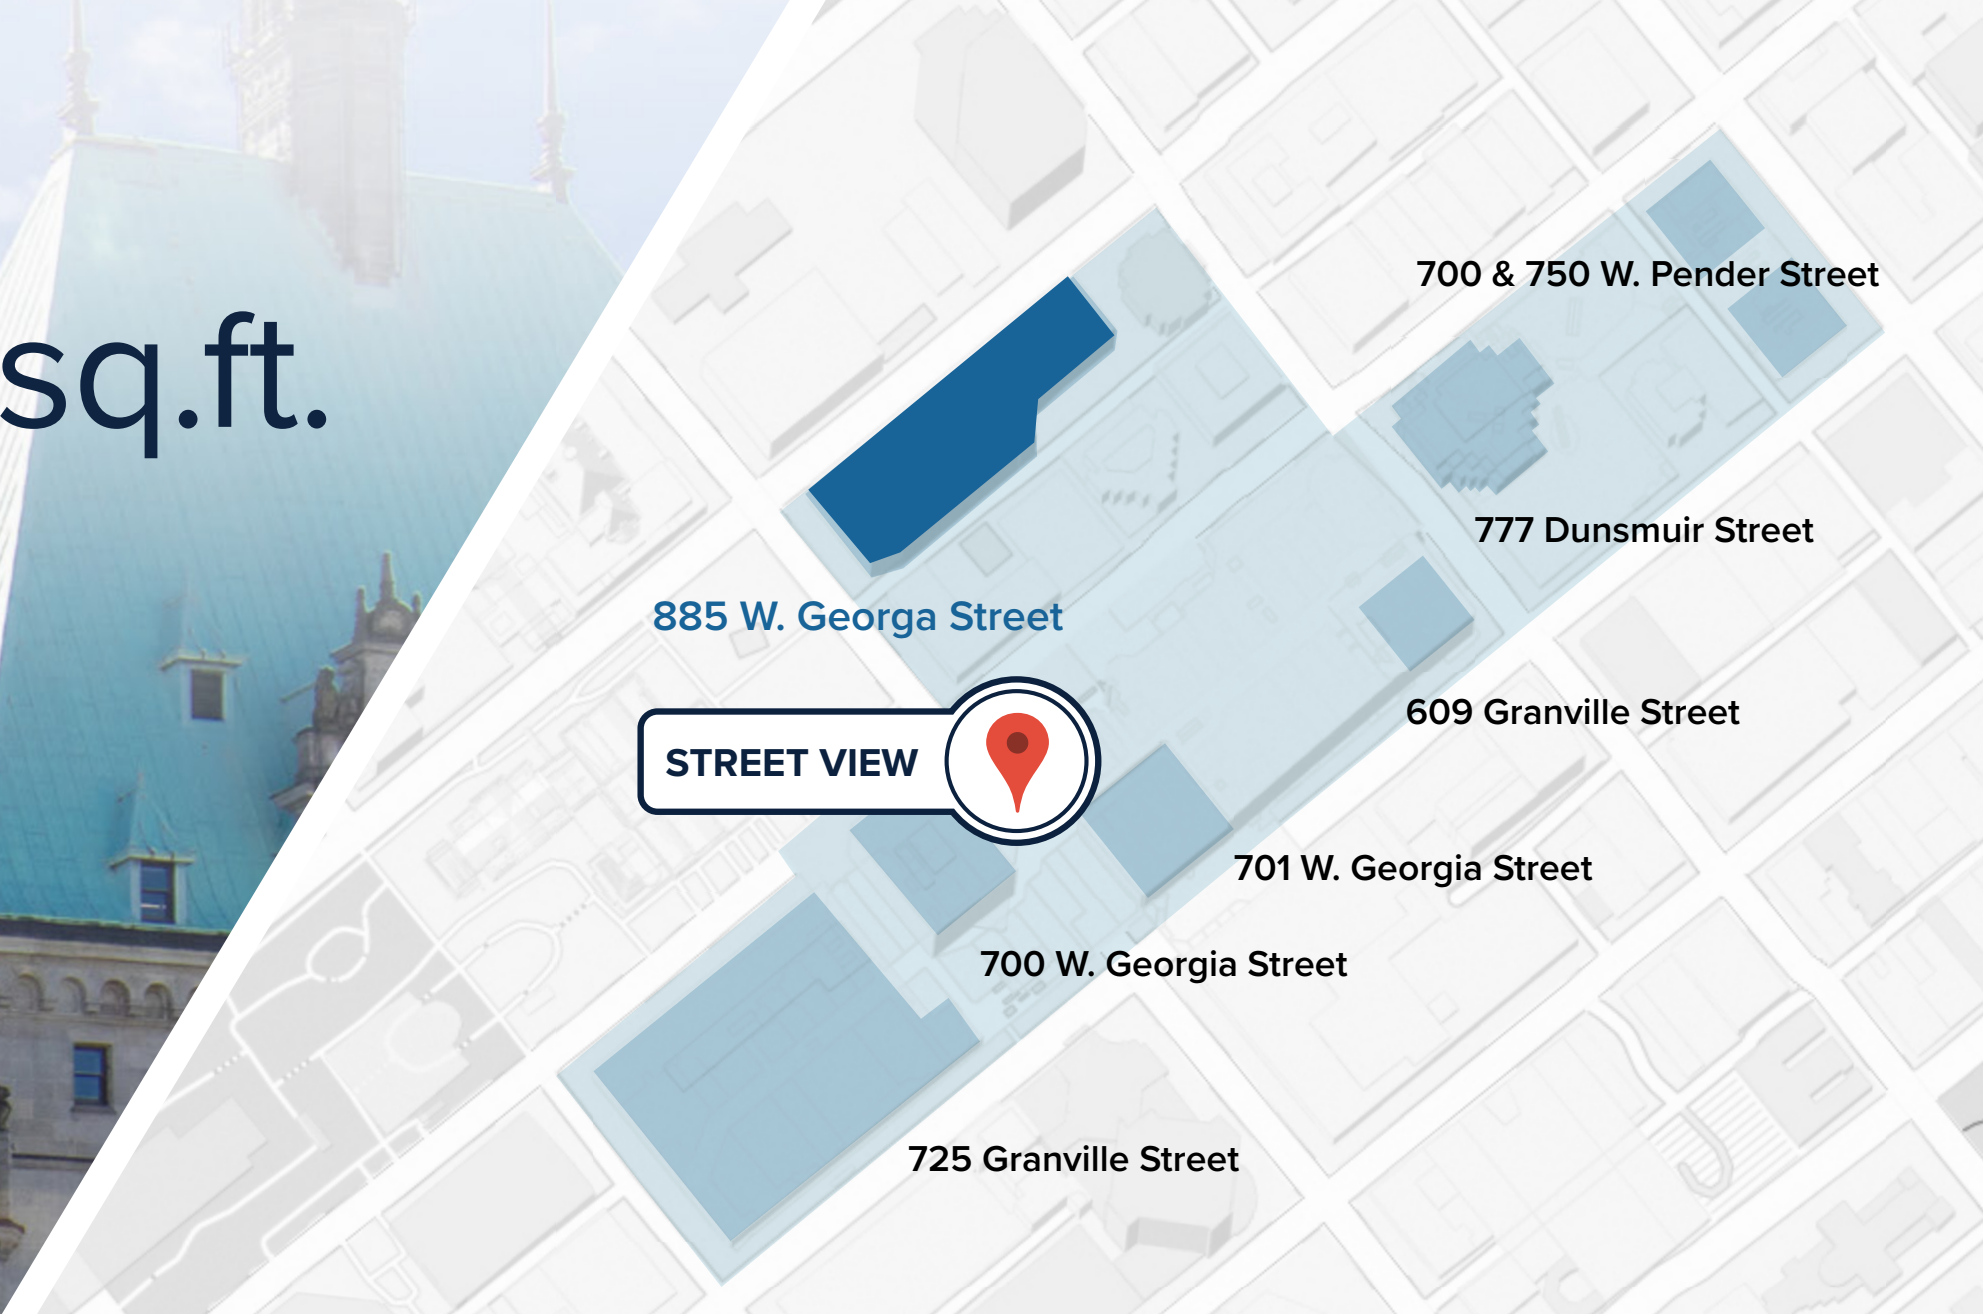 sq.ft.
700 & 750 W. Pender Street
777 Dunsmuir Street
885 W. Georga Street
609 Granville Street
STREET VIEW
701 W. Georgia Street
700 W. Georgia Street
725 Granville Street